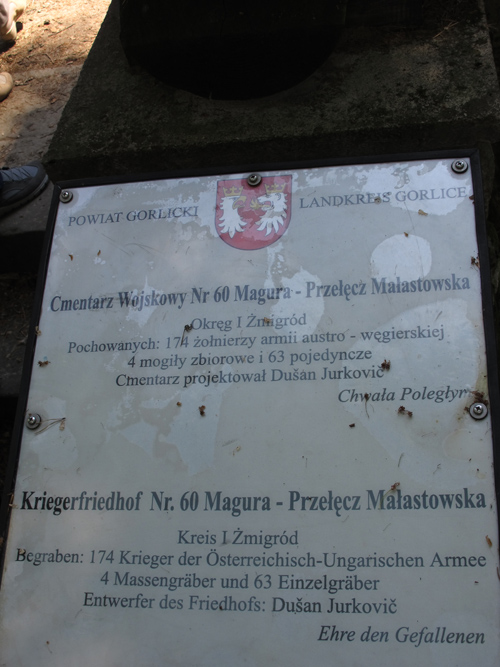 POWIAT GORLICKI
LANDKREIS GORLICE
Cmentarz Wojskowy Nr 60 Magura - Przełęcz Małastowska
Okręg I Żmigród
Pochowanych: 174 żołnierzy armii austro - węgierskiej
4 mogiły zbiorowe i 63 pojedyncze
Cmentarz projektował Dušan Jurkovič
Chwała Poległym
Kriegerfriedhof Nr. 60 Magura - Przełęcz Małastowska
Kreis I Żmigród
Begraben: 174 Krieger der Österreichisch-Ungarischen Armee
4 Massengräber und 63 Einzelgräber
Entwerfer des Friedhofs: Dušan Jurkovič
Ehre den Gefallenen